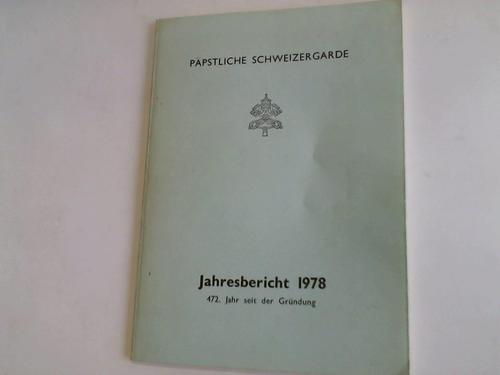 PÄPSTLICHE SCHWEIZERGARDE
Jahresbericht 1978
472. Jahr seit der Gründung